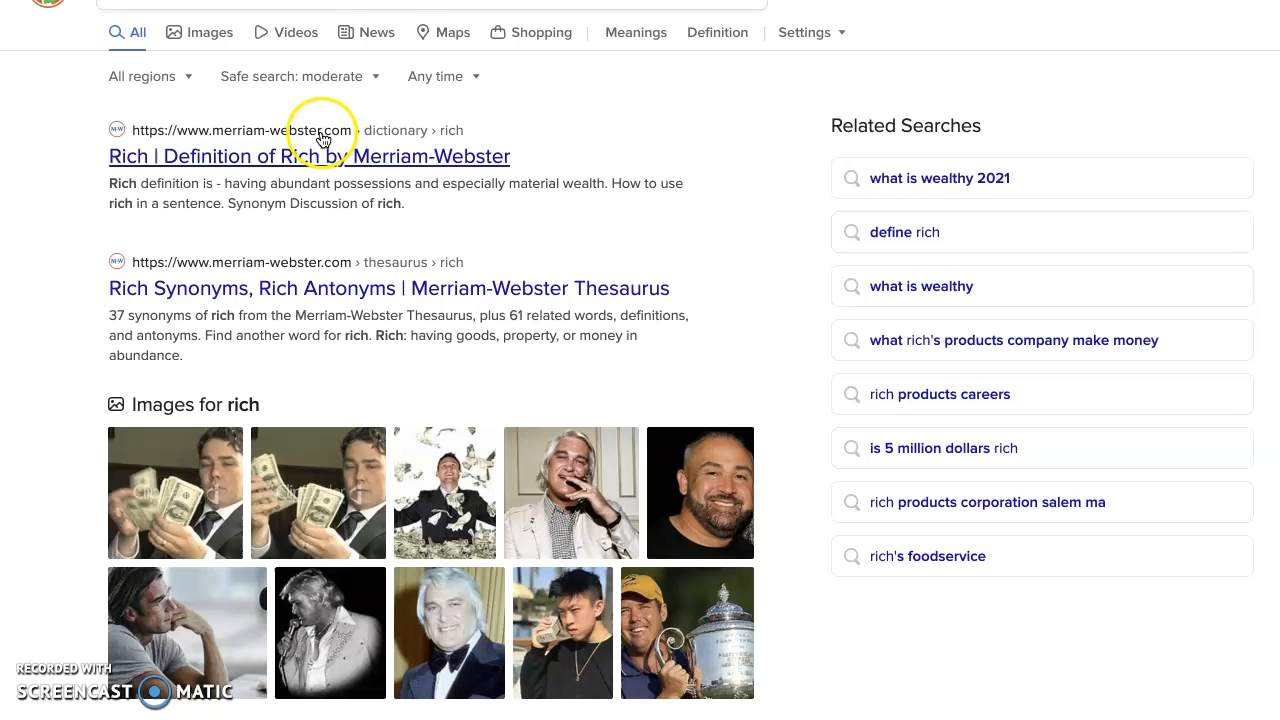 All
Images
Videos
News
Maps
Shopping
Meanings
Definition
Settings
All regions
Safe search: moderate
Any time
https://www.merriam-webster.com › dictionary › rich
Rich | Definition of Rich by Merriam-Webster
Rich definition is - having abundant possessions and especially material wealth. How to use
rich in a sentence. Synonym Discussion of rich.
https://www.merriam-webster.com › thesaurus › rich
Rich Synonyms, Rich Antonyms | Merriam-Webster Thesaurus
37 synonyms of rich from the Merriam-Webster Thesaurus, plus 61 related words, definitions,
and antonyms. Find another word for rich. Rich: having goods, property, or money in
abundance.
Images for rich
Related Searches
what is wealthy 2021
define rich
what is wealthy
what rich's products company make money
rich products careers
is 5 million dollars rich
rich products corporation salem ma
rich's foodservice
RECORDED WITH
SCREENCAST MATIC